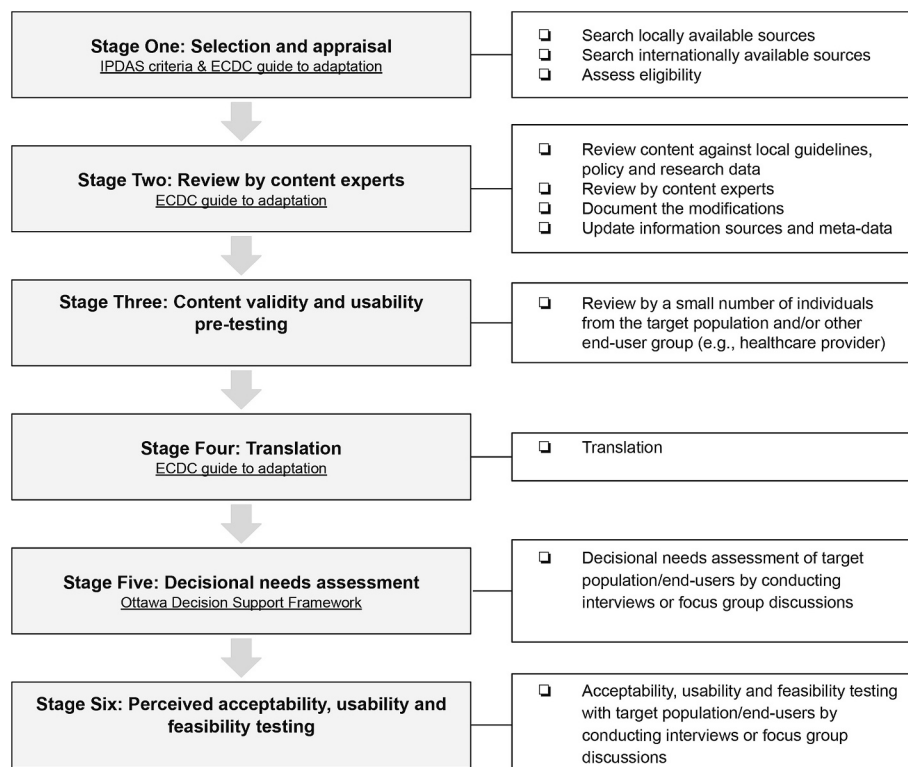 Stage One: Selection and appraisal
IPDAS criteria & ECDC guide to adaptation
❏ Search locally available sources
❏ Search internationally available sources
❏ Assess eligibility
Stage Two: Review by content experts
ECDC guide to adaptation
❏ Review content against local guidelines,
policy and research data
❏ Review by content experts
❏ Document the modifications
❏ Update information sources and meta-data
Stage Three: Content validity and usability
pre-testing
❏ Review by a small number of individuals
from the target population and/or other
end-user group (e.g., healthcare provider)
Stage Four: Translation
ECDC guide to adaptation
❏ Translation
Stage Five: Decisional needs assessment
Ottawa Decision Support Framework
❏ Decisional needs assessment of target
population/end-users by conducting
interviews or focus group discussions
Stage Six: Perceived acceptability, usability and
feasibility testing
❏ Acceptability, usability and feasibility testing
with target population/end-users by
conducting interviews or focus group
discussions